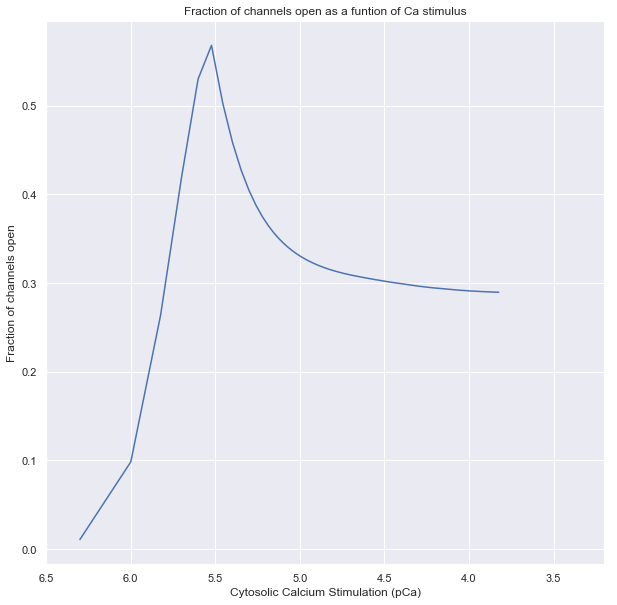 Fraction of channels open as a funtion of Ca stimulus
Fraction of channels open
0.5
0.4
0.3
0.2
0.1
0.0
6.5 6.0 5.5 5.0 4.5 4.0 3.5
Cytosolic Calcium Stimulation (pCa)